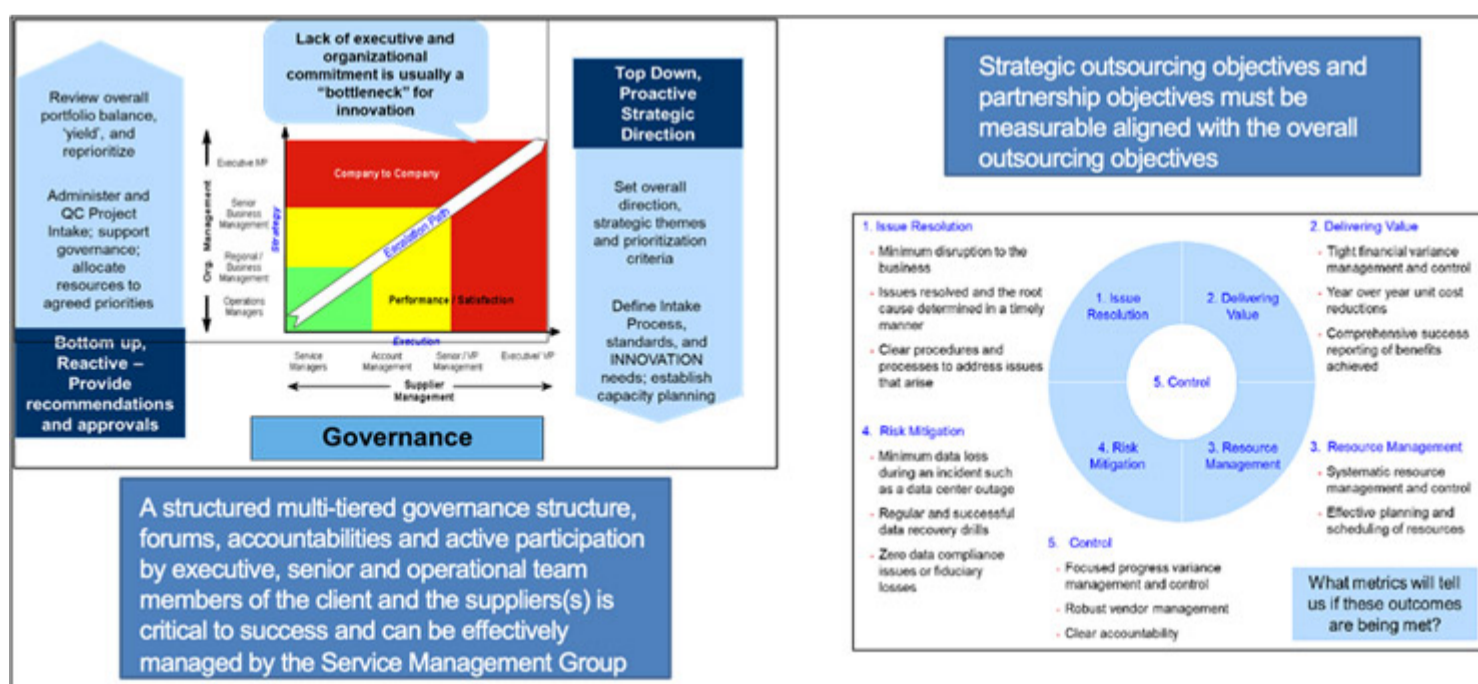 Review overall
portfolio balance,
'yield', and
reprioritize
Administer and
QC Project
Intake; support
governance;
allocate
resources to
agreed priorities
Bottom up,
Reactive –
Provide
recommendations
and approvals
Lack of executive and
organizational
commitment is usually a
"bottleneck" for
innovation
Org. Management
Executive
Senior
Business
Management
Regional /
Business
Management
Operations
Managers
Strategy
Company to Company
Escalation Path
Performance / Satisfaction
Execution
Service
Managers
Account
Management
Senior / VP
Management
Executive/ VP
Supplier
Management
Governance
Top Down,
Proactive
Strategic
Direction
Set overall
direction,
strategic themes
and prioritization
criteria
Define Intake
Process,
standards, and
INNOVATION
needs; establish
capacity planning
A structured multi-tiered governance structure,
forums, accountabilities and active participation
by executive, senior and operational team
members of the client and the suppliers(s) is
critical to success and can be effectively
managed by the Service Management Group
Strategic outsourcing objectives and
partnership objectives must be
measurable aligned with the overall
outsourcing objectives
1. Issue Resolution
- Minimum disruption to the
business
- Issues resolved and the root
cause determined in a timely
manner
- Clear procedures and
processes to address issues
that arise
4. Risk Mitigation
- Minimum data loss
during an incident such
as a data center outage
- Regular and successful
data recovery drills
- Zero data compliance
issues or fiduciary
losses
1. Issue
Resolution
2. Delivering
Value
5. Control
4. Risk
Mitigation
3. Resource
Management
5. Control
- Focused progress variance
management and control
- Robust vendor management
- Clear accountability
2. Delivering Value
- Tight financial variance
management and control
- Year over year unit cost
reductions
- Comprehensive success
reporting of benefits
achieved
3. Resource Management
- Systematic resource
management and control
- Effective planning and
scheduling of resources
What metrics will tell
us if these outcomes
are being met?